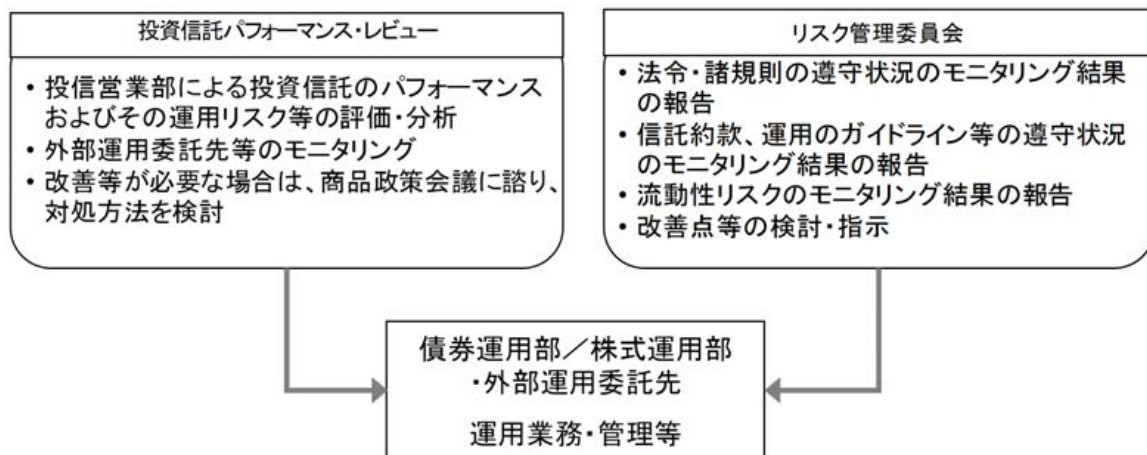 投資信託パフォーマンス・レビュー
• 投信営業部による投資信託のパフォーマンス
およびその運用リスク等の評価・分析
• 外部運用委託先等のモニタリング
• 改善等が必要な場合は、商品政策会議に諮り、
対処方法を検討
リスク管理委員会
• 法令・諸規則の遵守状況のモニタリング結果
の報告
• 信託約款、運用のガイドライン等の遵守状況
のモニタリング結果の報告
• 流動性リスクのモニタリング結果の報告
• 改善点等の検討・指示
債券運用部／株式運用部
・外部運用委託先
運用業務・管理等